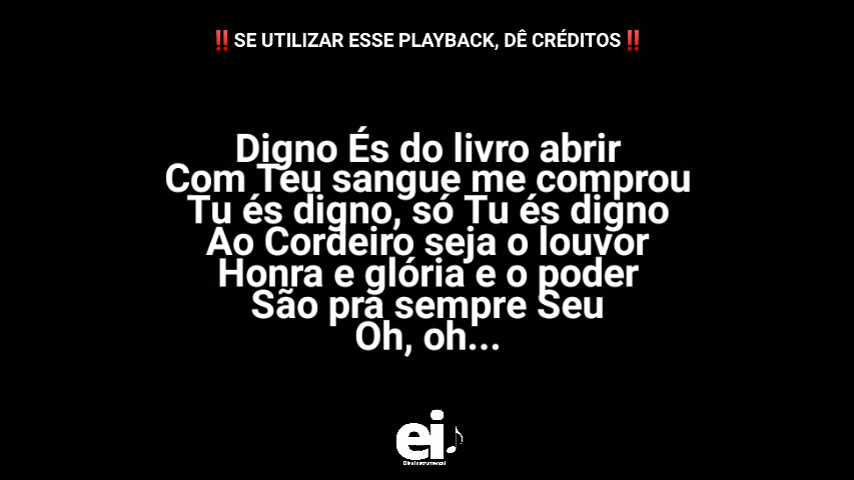 ‼️SE UTILIZAR ESSE PLAYBACK, DÊ CRÉDITOS‼️
Digno És do livro abrir
Com Teu sangue me comprou
Tu és digno, só Tu és digno
Ao Cordeiro seja o louvor
Honra e glória e o poder
São pra sempre Seu
Oh, oh...
ei